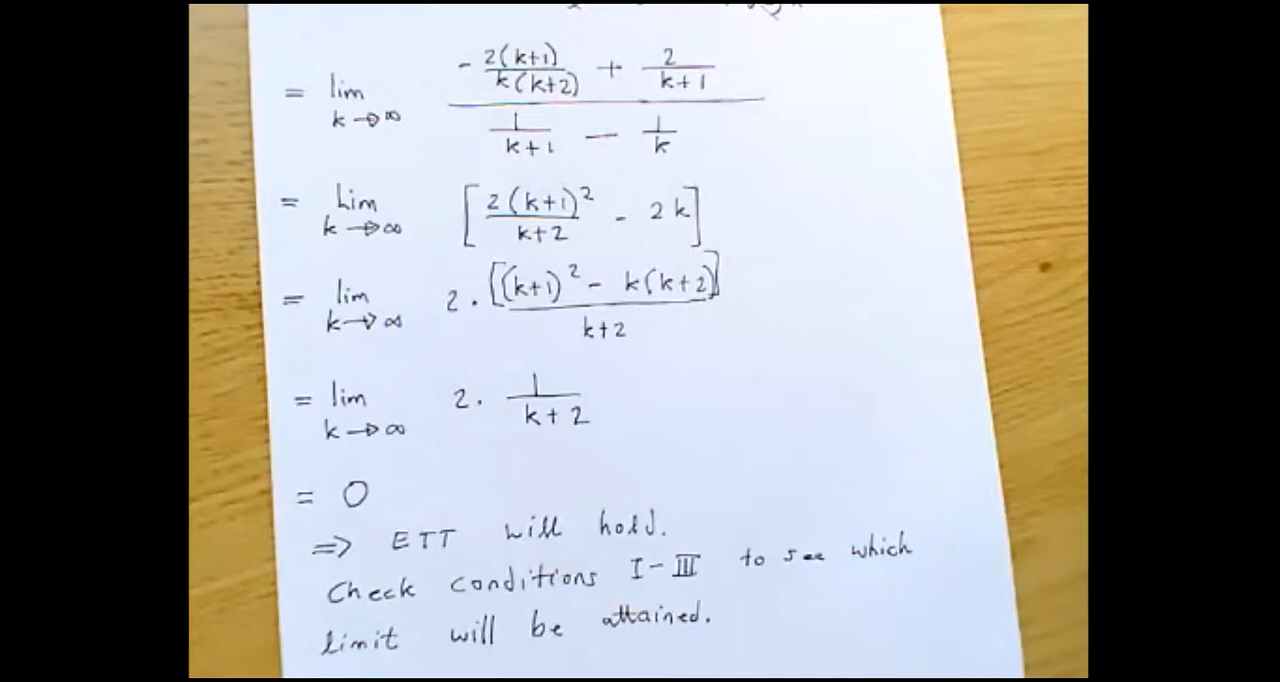 = lim k→∞ (- 2(k+1)/k(k+2) + 2/(k+1)) / (1/(k+1) — 1/k)
= lim k→∞ [2(k+1)²/(k+2) - 2k]
= lim k→∞ 2 · [(k+1)² - k(k+2)]/(k+2)
= lim k→∞ 2 · 1/(k+2)
= 0
=> ETT will hold.
Check conditions I-III to see which
limit will be attained.